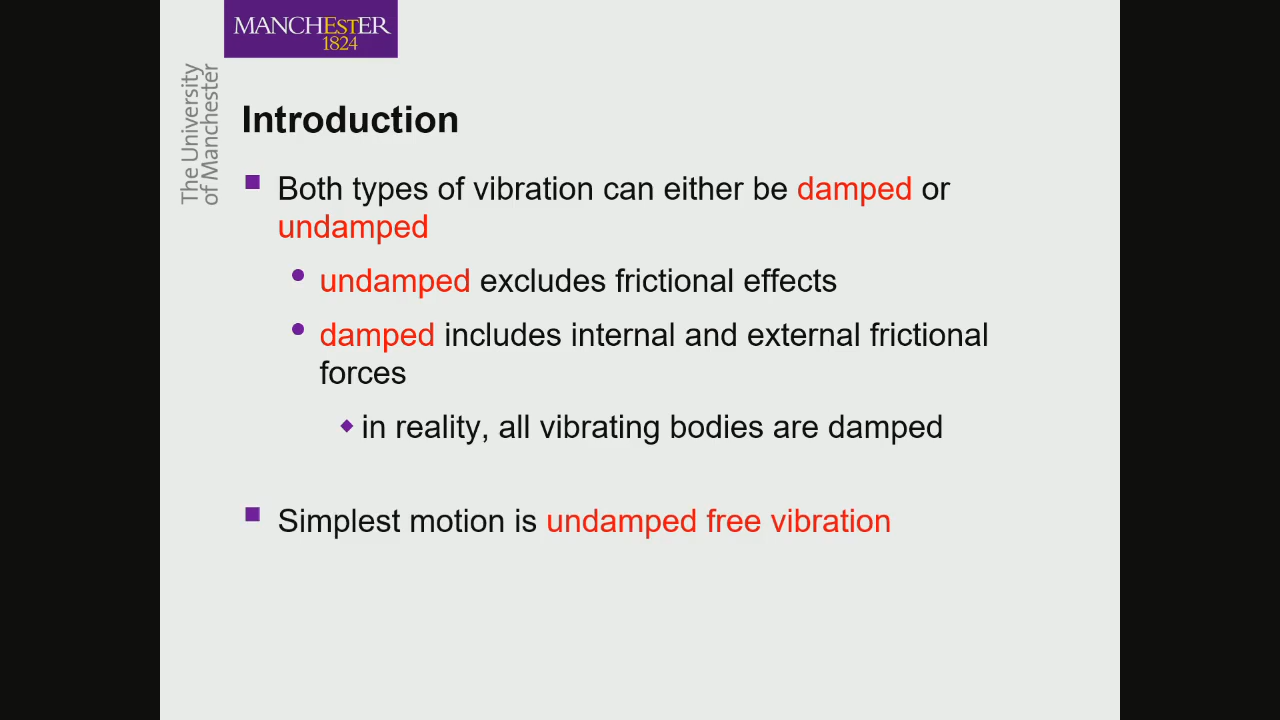 MANCHESTER
1824
The University
of Manchester
Introduction
Both types of vibration can either be damped or
undamped
undamped excludes frictional effects
damped includes internal and external frictional
forces
in reality, all vibrating bodies are damped
Simplest motion is undamped free vibration